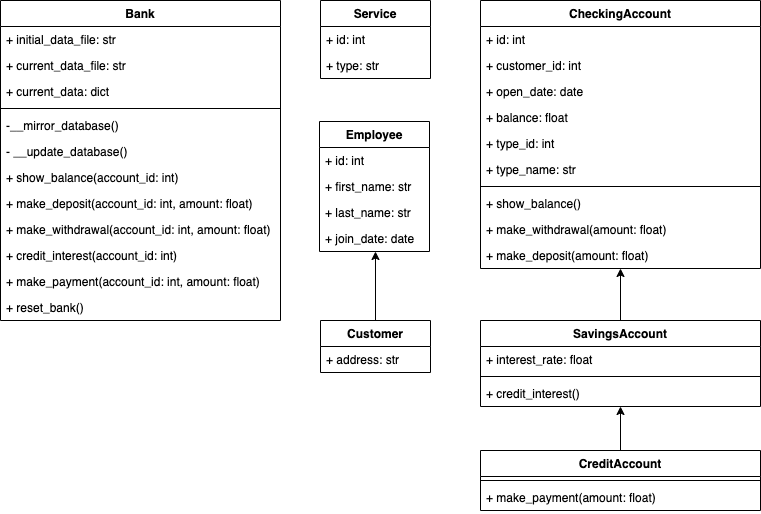 Bank
+ initial_data_file: str
+ current_data_file: str
+ current_data: dict
-__mirror_database()
- __update_database()
+ show_balance(account_id: int)
+ make_deposit(account_id: int, amount: float)
+ make_withdrawal(account_id: int, amount: float)
+ credit_interest(account_id: int)
+ make_payment(account_id: int, amount: float)
+ reset_bank()
Service
+ id: int
+ type: str
Employee
+ id: int
+ first_name: str
+ last_name: str
+ join_date: date
Customer
+ address: str
CheckingAccount
+ id: int
+ customer_id: int
+ open_date: date
+ balance: float
+ type_id: int
+ type_name: str
+ show_balance()
+ make_withdrawal(amount: float)
+ make_deposit(amount: float)
SavingsAccount
+ interest_rate: float
+ credit_interest()
CreditAccount
+ make_payment(amount: float)